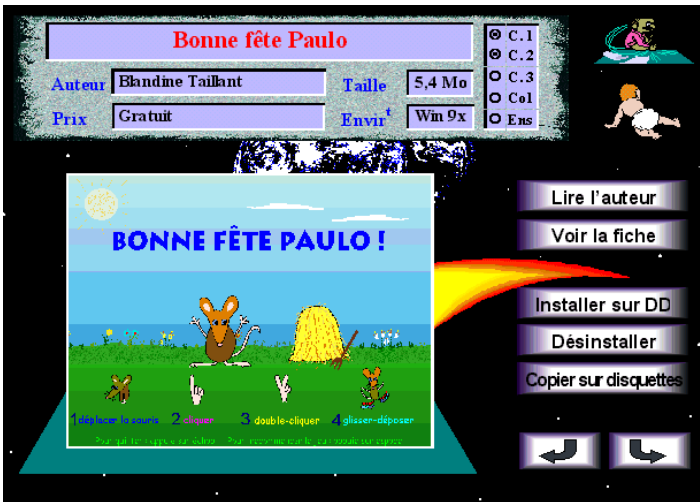 Bonne fête Paulo
Auteur Blandine Taillant
Taille 5,4 Mo
Prix Gratuit
Envir^t Win 9x
C.1
C.2
C.3
Col
Ens
BONNE FÊTE PAULO !
1 déplacer la souris 2 cliquer 3 double-cliquer 4 glisser-déposer
Lire l'auteur
Voir la fiche
Installer sur DD
Désinstaller
Copier sur disquettes